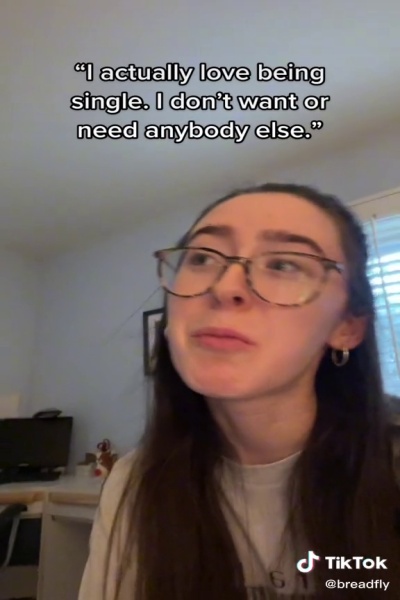 “I actually love being
single. I don’t want or
need anybody else.”
TikTok
@breadfly